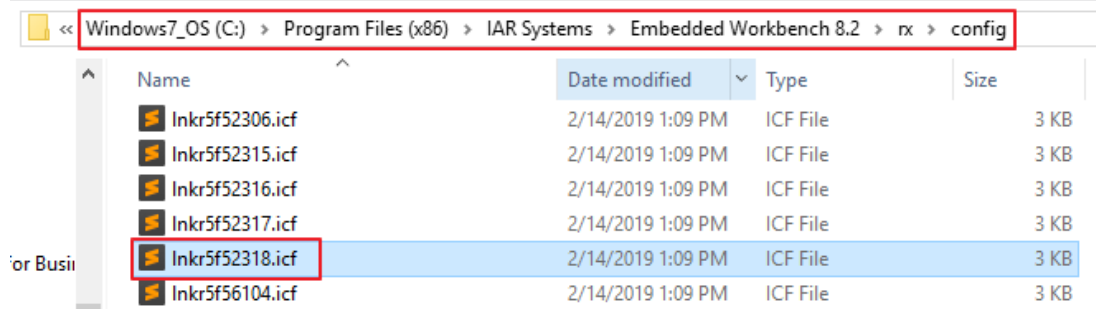 « Windows7_OS (C:) > Program Files (x86) > IAR Systems > Embedded Workbench 8.2 > rx > config
Name Date modified Type Size
lnkr5f52306.icf 2/14/2019 1:09 PM ICF File 3 KB
lnkr5f52315.icf 2/14/2019 1:09 PM ICF File 3 KB
lnkr5f52316.icf 2/14/2019 1:09 PM ICF File 3 KB
lnkr5f52317.icf 2/14/2019 1:09 PM ICF File 3 KB
for Busin lnkr5f52318.icf 2/14/2019 1:09 PM ICF File 3 KB
lnkr5f56104.icf 2/14/2019 1:09 PM ICF File 3 KB